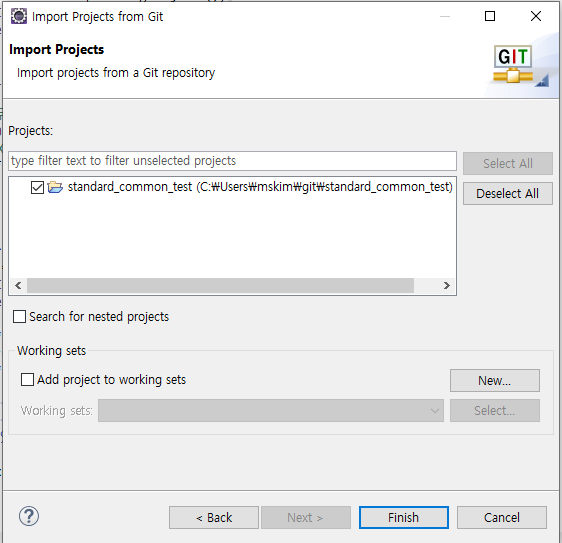 Import Projects from Git
Import Projects
Import projects from a Git repository
GIT
Projects:
type filter text to filter unselected projects
Select All
standard_common_test (C:₩Users₩mskim₩git₩standard_common_test)
Deselect All
Search for nested projects
Working sets
Add project to working sets
New...
Working sets:
Select...
?
< Back
Next >
Finish
Cancel